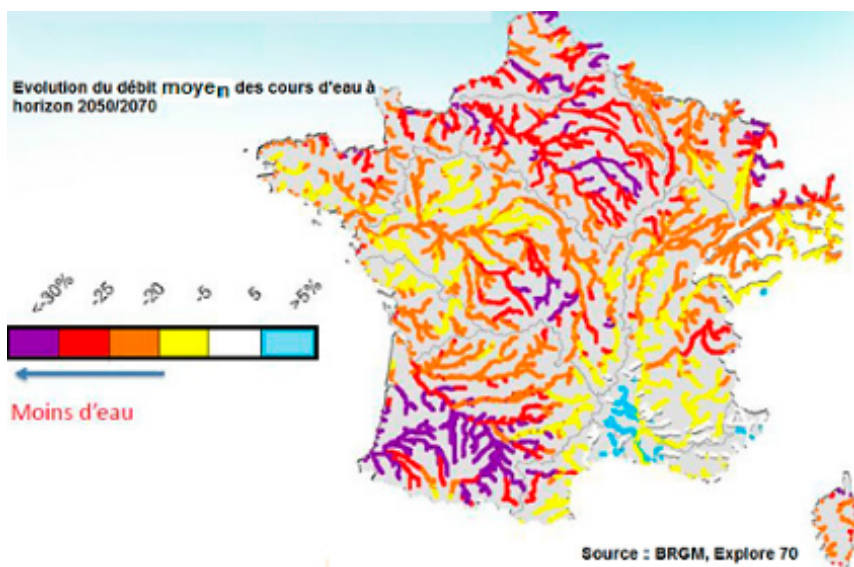 Evolution du débit moyen des cours d'eau à
horizon 2050/2070
<-30%
-25
-20
-5
5
>5%
Moins d'eau
Source : BRGM, Explore 70